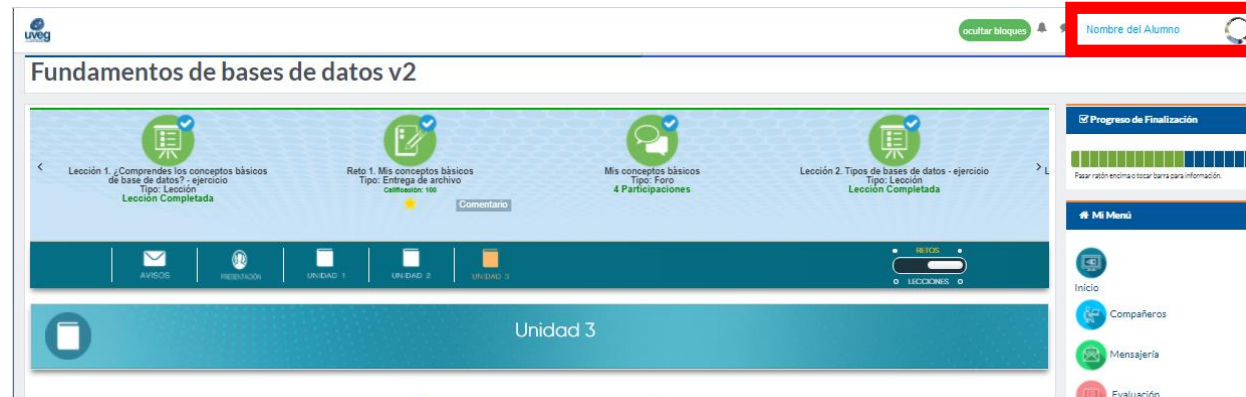 uveg
ocultar bloques
Nombre del Alumno
Fundamentos de bases de datos v2
Lección 1. ¿Comprendes los conceptos básicos
de base de datos? - ejercicio
Tipo: Lección
Lección Completada
Reto 1. Mis conceptos básicos
Tipo: Entrega de archivo
Calificación: 100
Comentario
Mis conceptos básicos
Tipo: Foro
4 Participaciones
Lección 2. Tipos de bases de datos - ejercicio
Tipo: Lección
Lección Completada
L
AVISOS
PRESENTACIÓN
UNIDAD 1
UNIDAD 2
UNIDAD 3
RETOS
LECCIONES
Unidad 3
Progreso de Finalización
Pasar ratón encima o tocar barra para información.
Mi Menú
Inicio
Compañeros
Mensajería
Evaluación